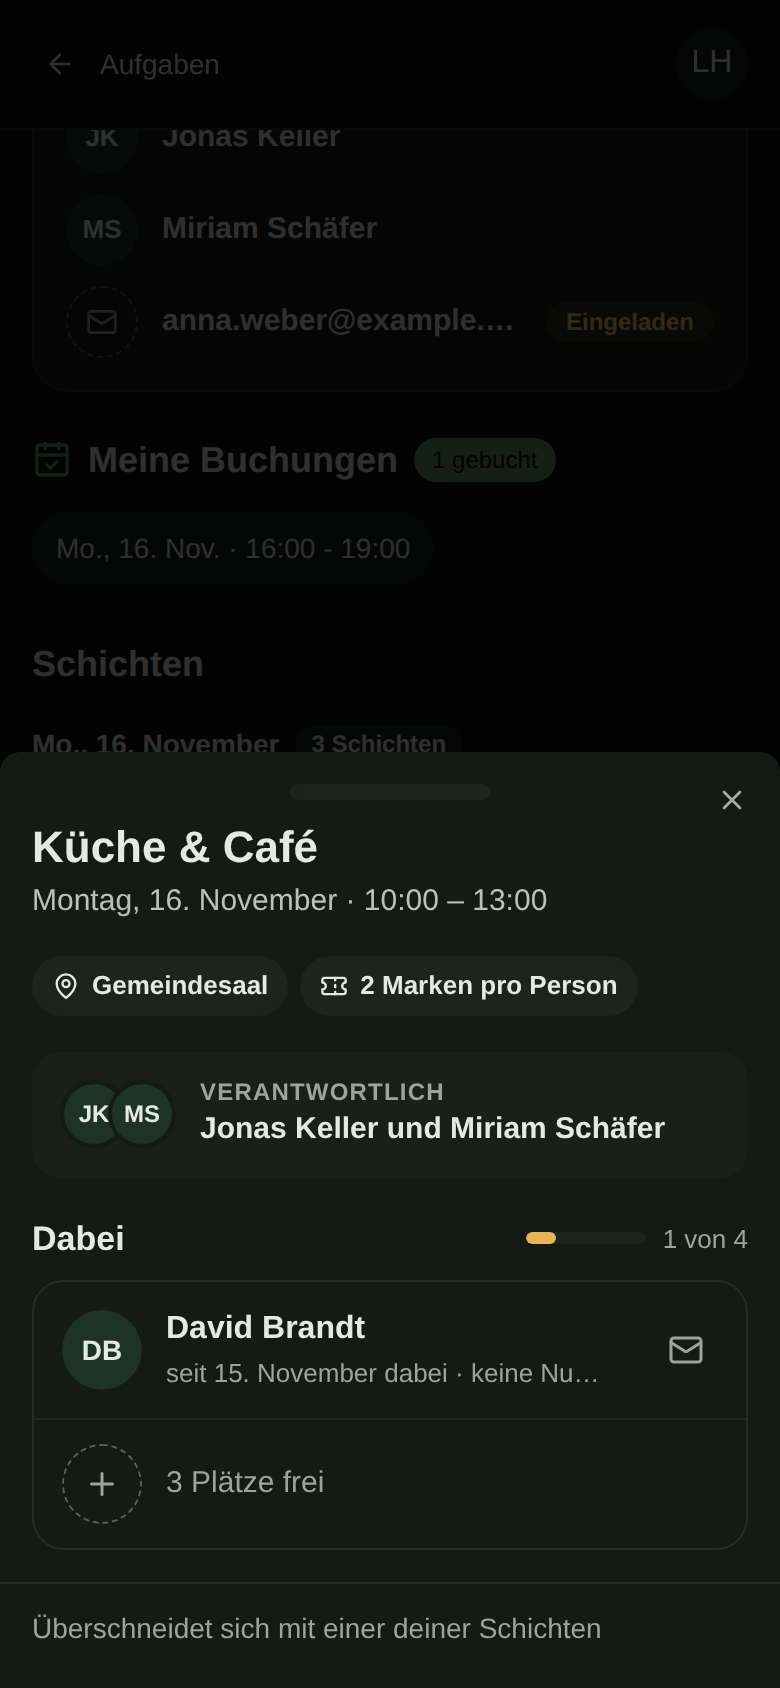 Aufgaben
LH
JK
Jonas Keller
MS
Miriam Schäfer
anna.weber@example.…
Eingeladen
Meine Buchungen
1 gebucht
Mo., 16. Nov. · 16:00 - 19:00
Schichten
Mo., 16. November
3 Schichten
Küche & Café
Montag, 16. November · 10:00 – 13:00
Gemeindesaal
2 Marken pro Person
JK
MS
VERANTWORTLICH
Jonas Keller und Miriam Schäfer
Dabei
1 von 4
DB
David Brandt
seit 15. November dabei · keine Nu…
3 Plätze frei
Überschneidet sich mit einer deiner Schichten